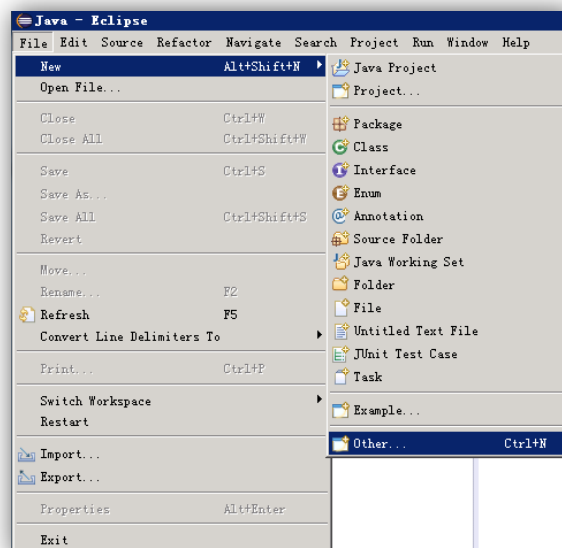 Java - Eclipse
File Edit Source Refactor Navigate Search Project Run Window Help
New Alt+Shift+N
Open File...
Close Ctrl+W
Close All Ctrl+Shift+W
Save Ctrl+S
Save As...
Save All Ctrl+Shift+S
Revert
Move...
Rename... F2
Refresh F5
Convert Line Delimiters To
Print... Ctrl+P
Switch Workspace
Restart
Import...
Export...
Properties Alt+Enter
Exit
Java Project
Project...
Package
Class
Interface
Enum
Annotation
Source Folder
Java Working Set
Folder
File
Untitled Text File
JUnit Test Case
Task
Example...
Other... Ctrl+N